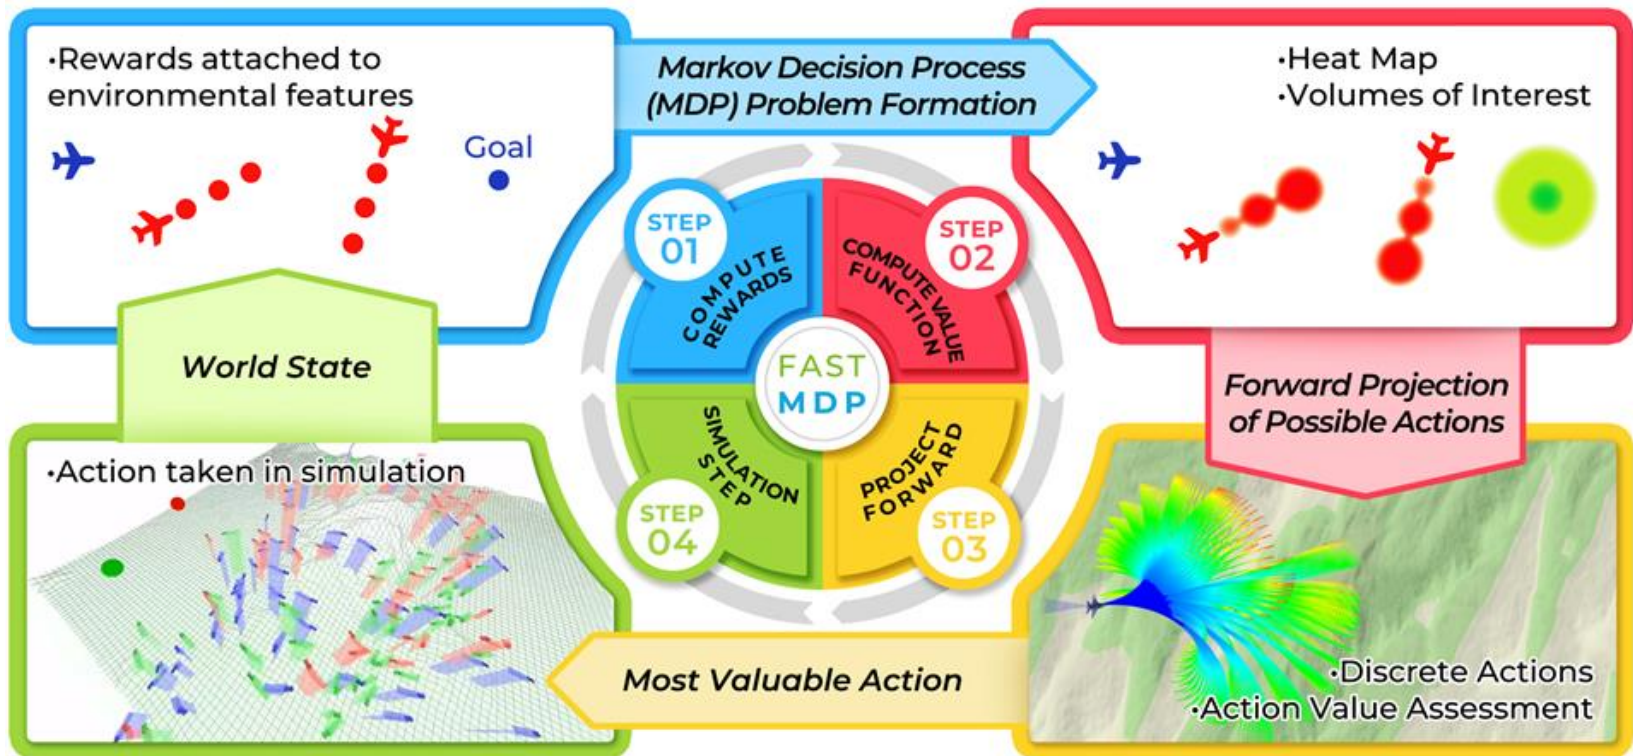 •Rewards attached to
environmental features
Goal
Markov Decision Process
(MDP) Problem Formation
•Heat Map
•Volumes of Interest
STEP
01
COMPUTE
REWARDS
STEP
02
COMPUTE VALUE
FUNCTION
World State
FAST
MDP
Forward Projection
of Possible Actions
•Action taken in simulation
STEP
04
SIMULATION
STEP
PROJECT
FORWARD
STEP
03
Most Valuable Action
•Discrete Actions
•Action Value Assessment